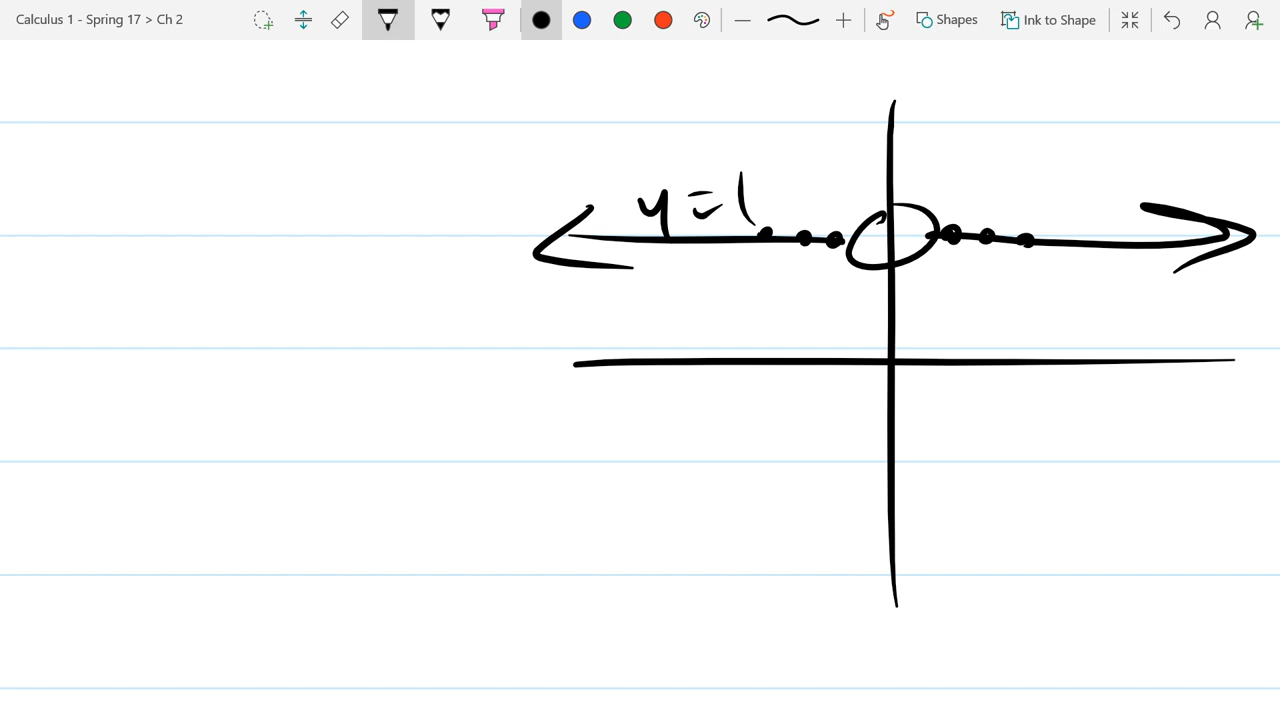 Calculus 1 - Spring 17 > Ch 2
Shapes
Ink to Shape
y = 1